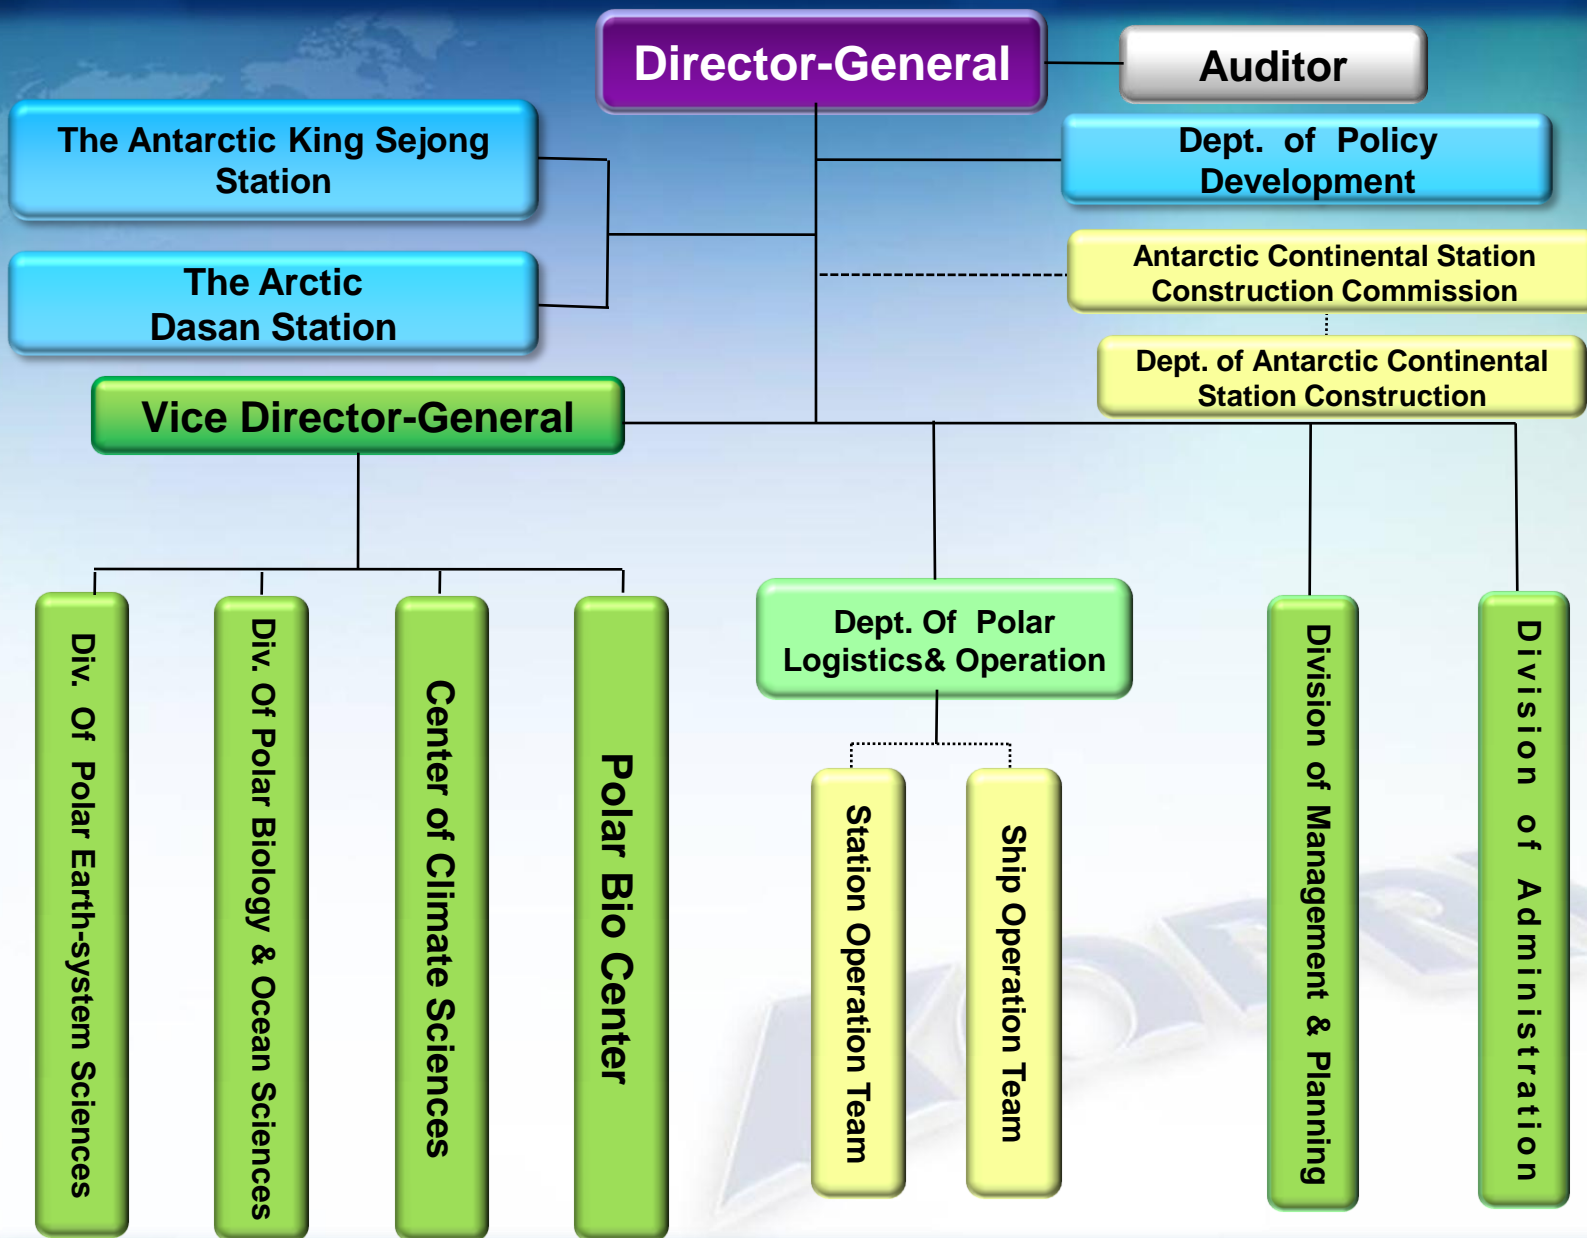 Director-General
Auditor
The Antarctic King Sejong
Station
Dept. of Policy
Development
Antarctic Continental Station
Construction Commission
The Arctic
Dasan Station
Dept. of Antarctic Continental
Station Construction
Vice Director-General
Div. Of Polar Earth-system Sciences
Div. Of Polar Biology & Ocean Sciences
Center of Climate Sciences
Polar Bio Center
Dept. Of Polar
Logistics& Operation
Station Operation Team
Ship Operation Team
Division of Management & Planning
Division of Administration